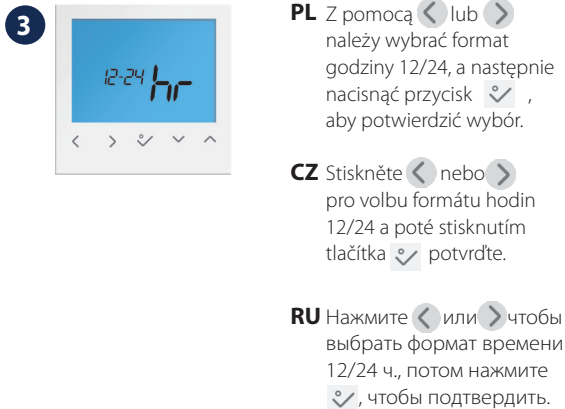 3
12-24 hr
PL Z pomocą < lub >
należy wybrać format
godziny 12/24, a następnie
nacisnąć przycisk ,
aby potwierdzić wybór.
CZ Stiskněte < nebo >
pro volbu formátu hodin
12/24 a poté stisknutím
tlačítka potvrďte.
RU Нажмите < или > чтобы
выбрать формат времени
12/24 ч., потом нажмите
, чтобы подтвердить.